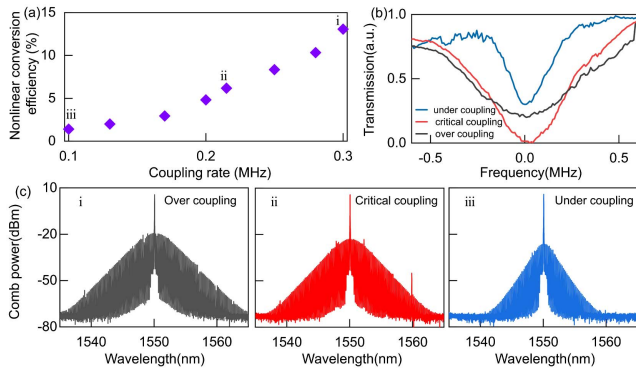 (a)
Nonlinear conversion
efficiency (%)
15
10
5
0
i
ii
iii
0.1
0.2
0.3
Coupling rate (MHz)
(b)
Transmission(a.u.)
1.0
0.5
0.0
under coupling
critical coupling
over coupling
-0.5
0.0
0.5
Frequency(MHz)
(c)
Comb power(dBm)
10
-20
-50
-80
i
Over coupling
ii
Critical coupling
iii
Under coupling
1540
1550
1560
1540
1550
1560
1540
1550
1560
Wavelength(nm)
Wavelength(nm)
Wavelength(nm)